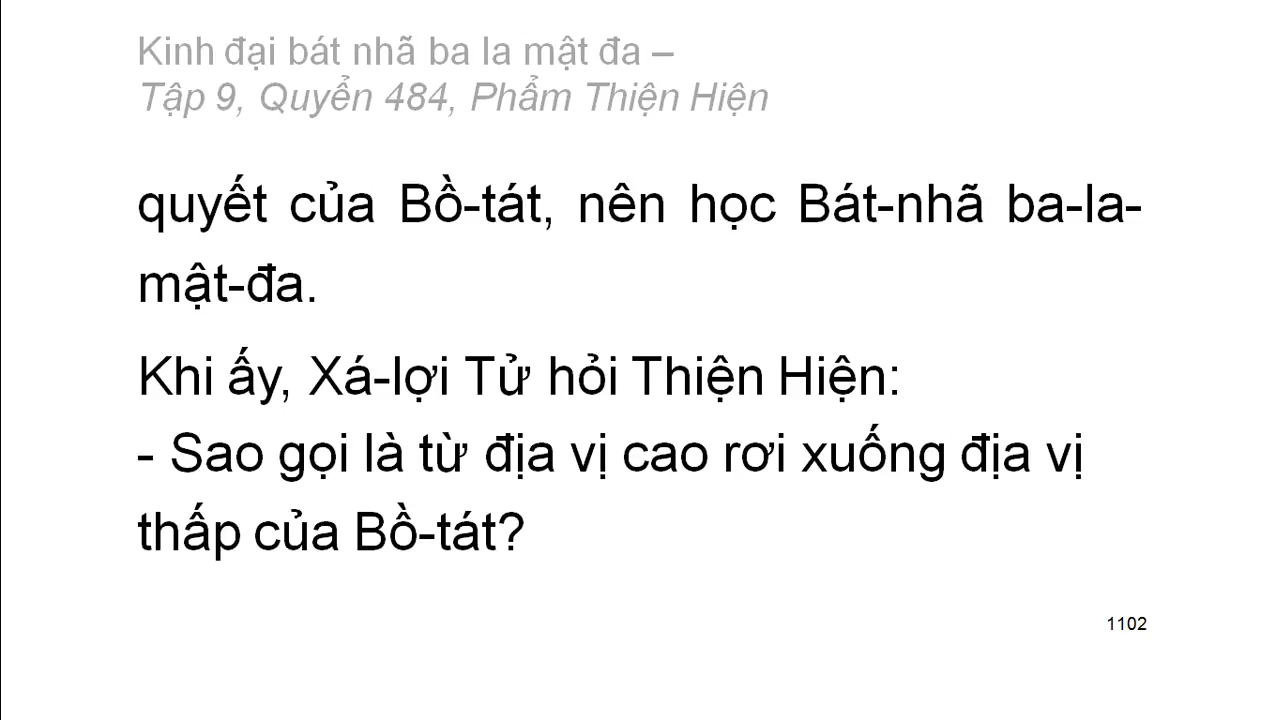 Kinh đại bát nhã ba la mật đa –
Tập 9, Quyển 484, Phẩm Thiện Hiện
quyết của Bồ-tát, nên học Bát-nhã ba-la-
mật-đa.
Khi ấy, Xá-lợi Tử hỏi Thiện Hiện:
- Sao gọi là từ địa vị cao rơi xuống địa vị
thấp của Bồ-tát?
1102